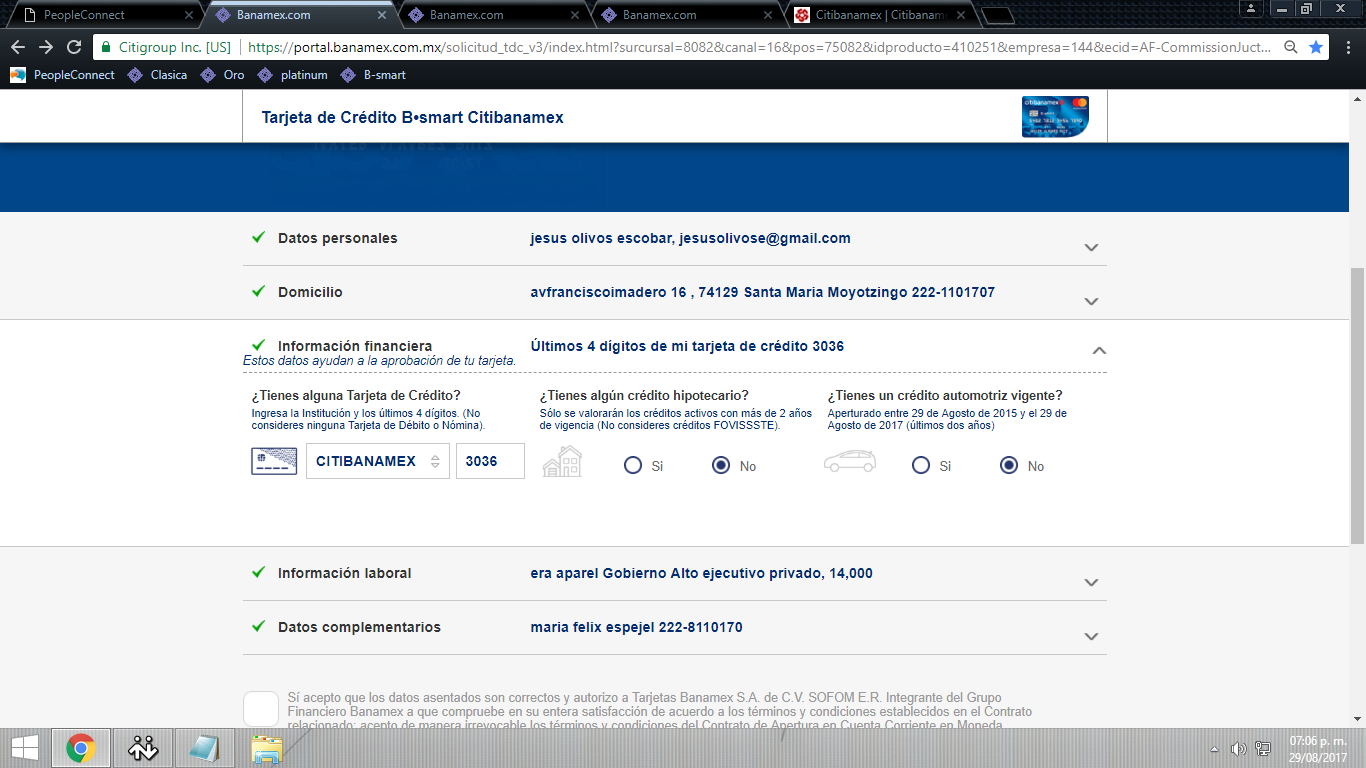 PeopleConnect
Banamex.com
Banamex.com
Banamex.com
Citibanamex | Citibanam
Citigroup Inc. [US] https://portal.banamex.com.mx/solicitud_tdc_v3/index.html?surcursal=8082&canal=16&pos=75082&idproducto=410251&empresa=144&ecid=AF-CommissionJuct...
PeopleConnect Clasica Oro platinum B-smart
Tarjeta de Crédito B•smart Citibanamex
citibanamex
Datos personales jesus olivos escobar, jesusolivose@gmail.com
Domicilio avfranciscoimadero 16 , 74129 Santa Maria Moyotzingo 222-1101707
Información financiera Últimos 4 dígitos de mi tarjeta de crédito 3036
Estos datos ayudan a la aprobación de tu tarjeta.
¿Tienes alguna Tarjeta de Crédito?
Ingresa la Institución y los últimos 4 dígitos. (No
consideres ninguna Tarjeta de Débito o Nómina).
CITIBANAMEX 3036
¿Tienes algún crédito hipotecario?
Sólo se valorarán los créditos activos con más de 2 años
de vigencia (No consideres créditos FOVISSSTE).
Si No
¿Tienes un crédito automotriz vigente?
Aperturado entre 29 de Agosto de 2015 y el 29 de
Agosto de 2017 (últimos dos años)
Si No
Información laboral era aparel Gobierno Alto ejecutivo privado, 14,000
Datos complementarios maria felix espejel 222-8110170
Sí acepto que los datos asentados son correctos y autorizo a Tarjetas Banamex S.A. de C.V. SOFOM E.R. Integrante del Grupo
Financiero Banamex a que compruebe en su entera satisfacción de acuerdo a los términos y condiciones establecidos en el Contrato
relacionado; acepto de manera irrevocable los términos y condiciones del Contrato de Apertura en Cuenta Corriente en Moneda
07:06 p. m.
29/08/2017